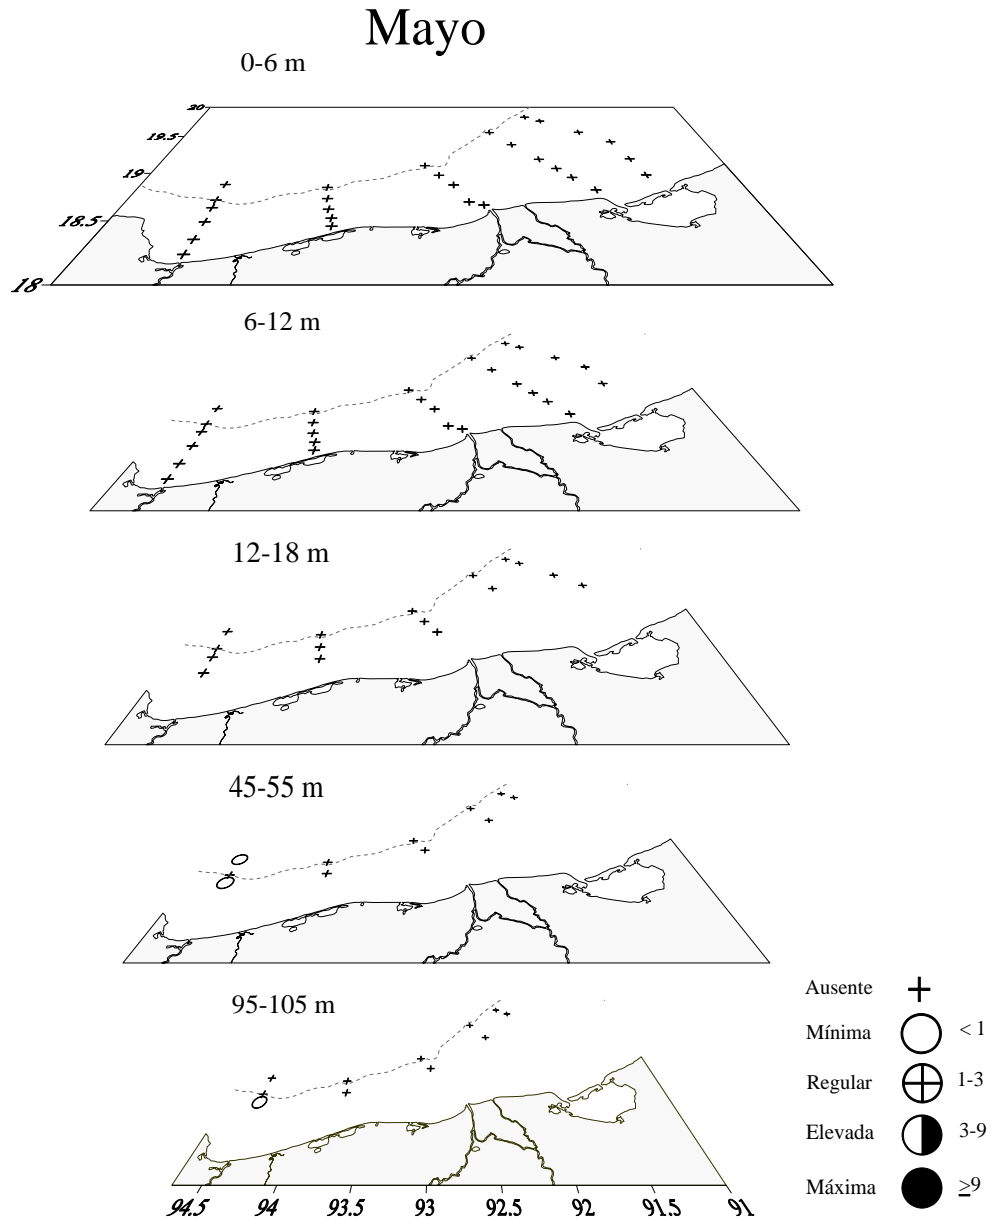 Mayo
0-6 m
20
19.5
19
18.5
18
6-12 m
12-18 m
45-55 m
95-105 m
Ausente
Mínima < 1
Regular 1-3
Elevada 3-9
Máxima ≥9
94.5 94 93.5 93 92.5 92 91.5 91